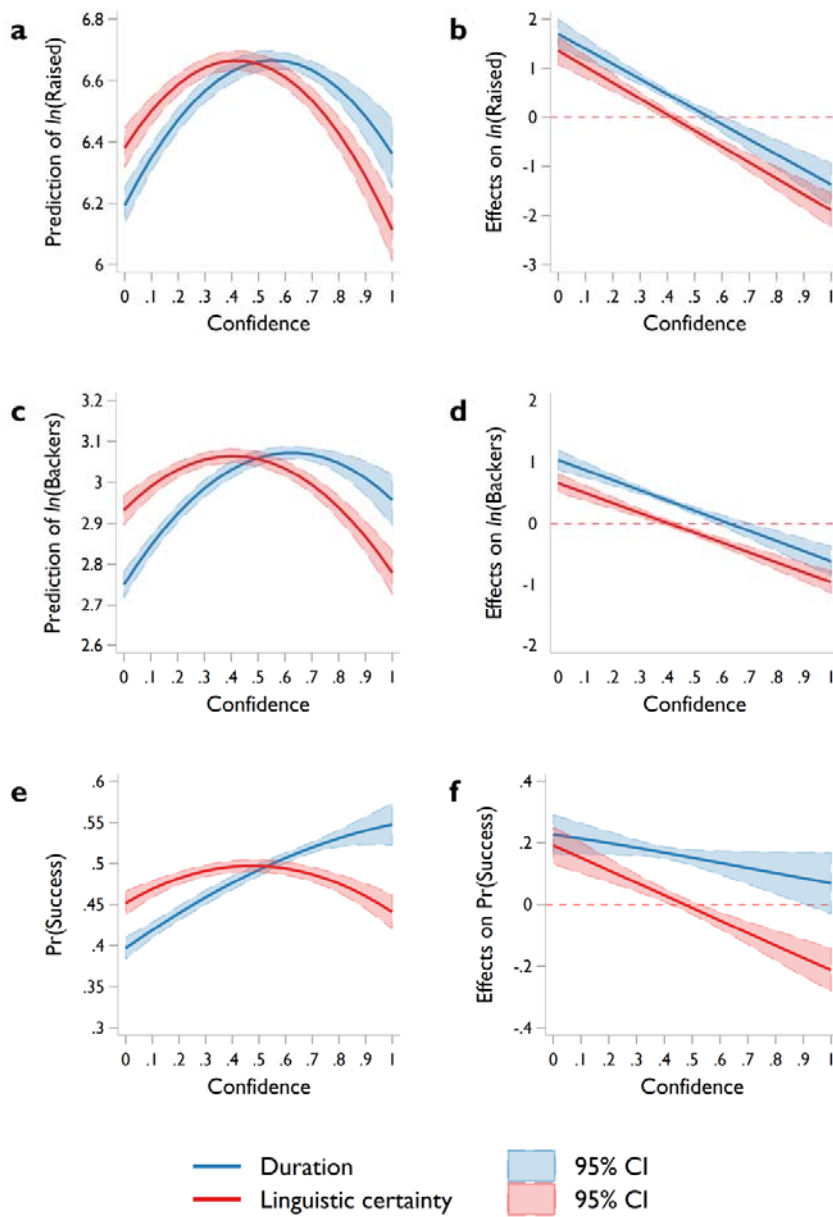 a
6.8
6.6
6.4
6.2
6
Prediction of ln(Raised)
0 .1 .2 .3 .4 .5 .6 .7 .8 .9 1
Confidence
b
2
1
0
-1
-2
-3
Effects on ln(Raised)
0 .1 .2 .3 .4 .5 .6 .7 .8 .9 1
Confidence
c
3.2
3.1
3
2.9
2.8
2.7
2.6
Prediction of ln(Backers)
0 .1 .2 .3 .4 .5 .6 .7 .8 .9 1
Confidence
d
2
1
0
-1
-2
Effects on ln(Backers)
0 .1 .2 .3 .4 .5 .6 .7 .8 .9 1
Confidence
e
.6
.55
.5
.45
.4
.3
Pr(Success)
0 .1 .2 .3 .4 .5 .6 .7 .8 .9 1
Confidence
f
.4
.2
0
-.2
-.4
Effects on Pr(Success)
0 .1 .2 .3 .4 .5 .6 .7 .8 .9 1
Confidence
Duration 95% CI
Linguistic certainty 95% CI